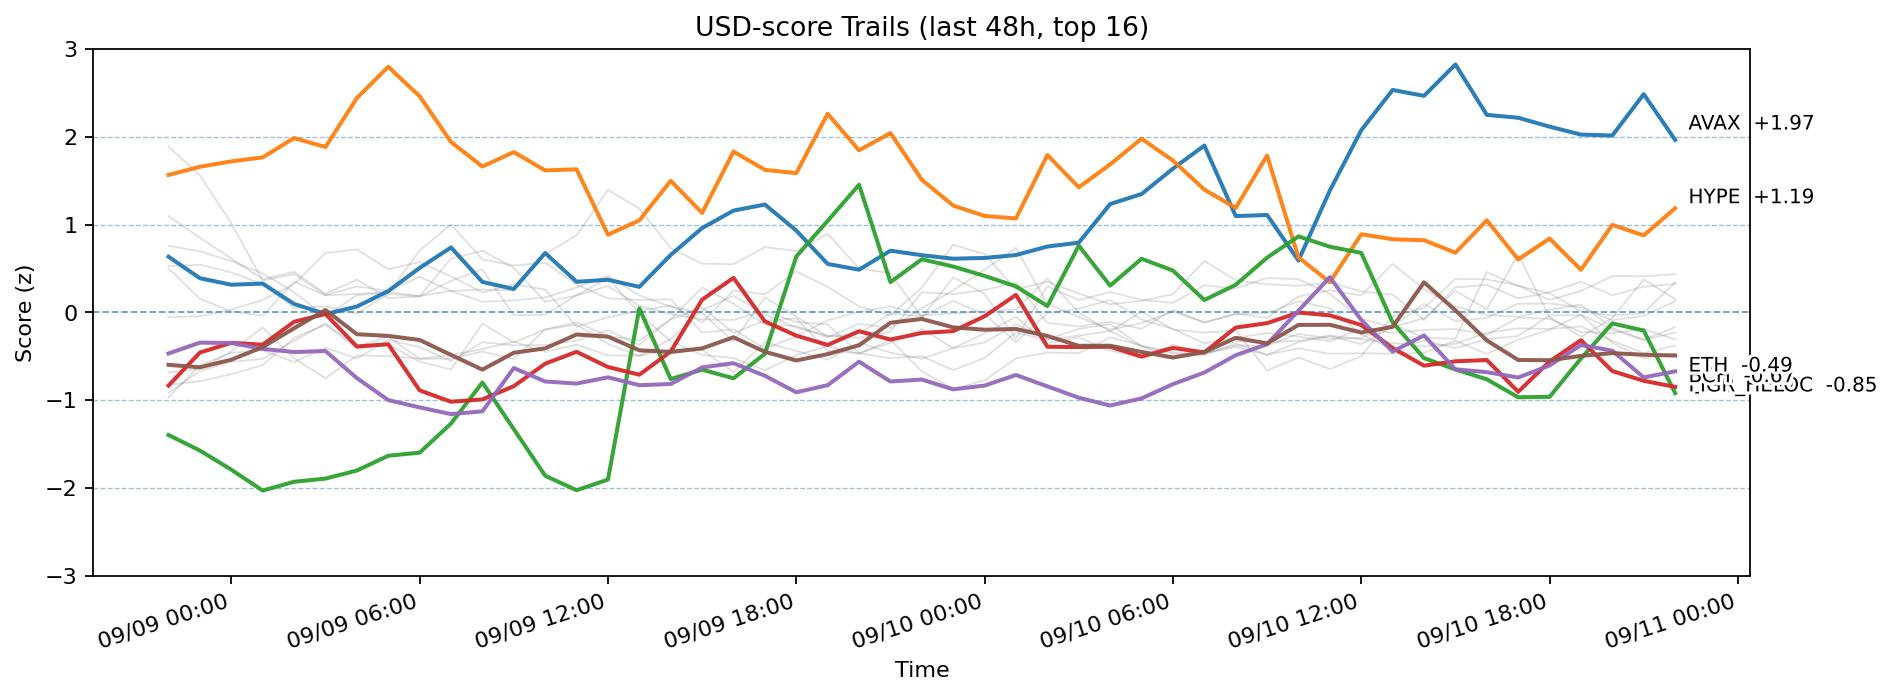 USD-score Trails (last 48h, top 16)
Score (z)
3
2
1
0
−1
−2
−3
AVAX +1.97
HYPE +1.19
ETH -0.49
-0.85
09/09 00:00
09/09 06:00
09/09 12:00
09/09 18:00
09/10 00:00
09/10 06:00
09/10 12:00
09/10 18:00
09/11 00:00
Time